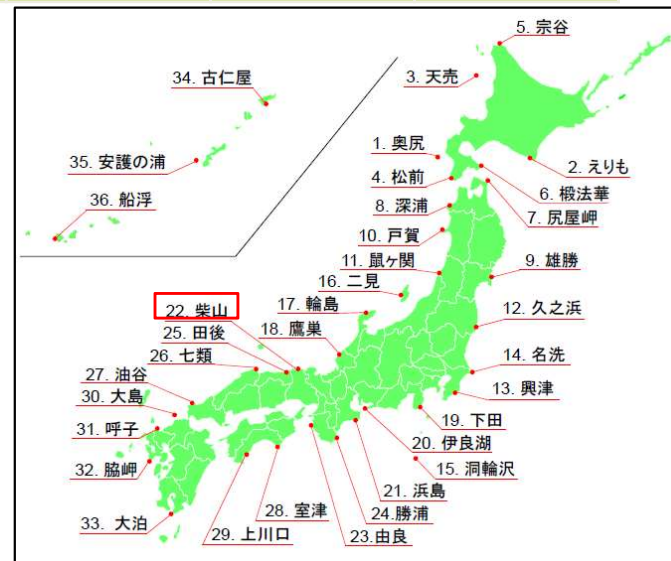 5. 宗谷
34. 古仁屋
3. 天売
1. 奥尻
35. 安護の浦
2. えりも
4. 松前
6. 椴法華
36. 船浮
8. 深浦
7. 尻屋岬
10. 戸賀
11. 鼠ヶ関
9. 雄勝
16. 二見
22. 柴山
17. 輪島
12. 久之浜
25. 田後
18. 鷹巣
26. 七類
14. 名洗
27. 油谷
13. 興津
30. 大島
19. 下田
31. 呼子
20. 伊良湖
32. 脇岬
15. 洞輪沢
21. 浜島
28. 室津
24.勝浦
33. 大泊
29. 上川口
23.由良